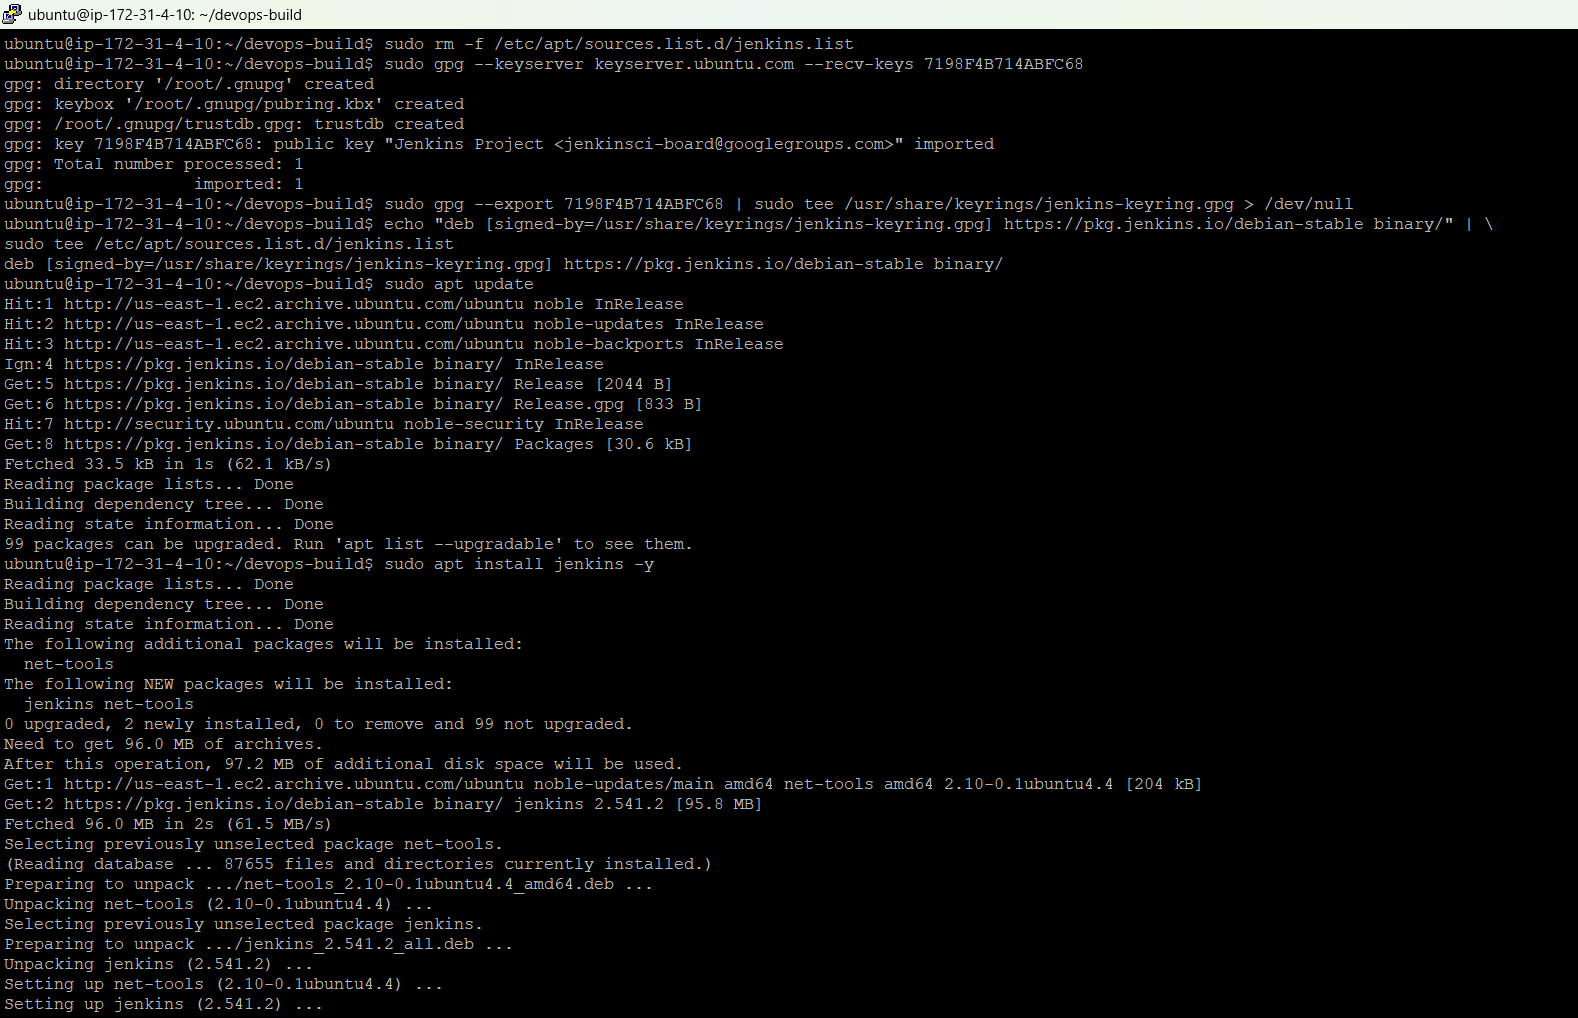 ubuntu@ip-172-31-4-10: ~/devops-build
ubuntu@ip-172-31-4-10:~/devops-build$ sudo rm -f /etc/apt/sources.list.d/jenkins.list
ubuntu@ip-172-31-4-10:~/devops-build$ sudo gpg --keyserver keyserver.ubuntu.com --recv-keys 7198F4B714ABFC68
gpg: directory '/root/.gnupg' created
gpg: keybox '/root/.gnupg/pubring.kbx' created
gpg: /root/.gnupg/trustdb.gpg: trustdb created
gpg: key 7198F4B714ABFC68: public key "Jenkins Project <jenkinsci-board@googlegroups.com>" imported
gpg: Total number processed: 1
gpg:               imported: 1
ubuntu@ip-172-31-4-10:~/devops-build$ sudo gpg --export 7198F4B714ABFC68 | sudo tee /usr/share/keyrings/jenkins-keyring.gpg > /dev/null
ubuntu@ip-172-31-4-10:~/devops-build$ echo "deb [signed-by=/usr/share/keyrings/jenkins-keyring.gpg] https://pkg.jenkins.io/debian-stable binary/" | \
sudo tee /etc/apt/sources.list.d/jenkins.list
deb [signed-by=/usr/share/keyrings/jenkins-keyring.gpg] https://pkg.jenkins.io/debian-stable binary/
ubuntu@ip-172-31-4-10:~/devops-build$ sudo apt update
Hit:1 http://us-east-1.ec2.archive.ubuntu.com/ubuntu noble InRelease
Hit:2 http://us-east-1.ec2.archive.ubuntu.com/ubuntu noble-updates InRelease
Hit:3 http://us-east-1.ec2.archive.ubuntu.com/ubuntu noble-backports InRelease
Ign:4 https://pkg.jenkins.io/debian-stable binary/ InRelease
Get:5 https://pkg.jenkins.io/debian-stable binary/ Release [2044 B]
Get:6 https://pkg.jenkins.io/debian-stable binary/ Release.gpg [833 B]
Hit:7 http://security.ubuntu.com/ubuntu noble-security InRelease
Get:8 https://pkg.jenkins.io/debian-stable binary/ Packages [30.6 kB]
Fetched 33.5 kB in 1s (62.1 kB/s)
Reading package lists... Done
Building dependency tree... Done
Reading state information... Done
99 packages can be upgraded. Run 'apt list --upgradable' to see them.
ubuntu@ip-172-31-4-10:~/devops-build$ sudo apt install jenkins -y
Reading package lists... Done
Building dependency tree... Done
Reading state information... Done
The following additional packages will be installed:
  net-tools
The following NEW packages will be installed:
  jenkins net-tools
0 upgraded, 2 newly installed, 0 to remove and 99 not upgraded.
Need to get 96.0 MB of archives.
After this operation, 97.2 MB of additional disk space will be used.
Get:1 http://us-east-1.ec2.archive.ubuntu.com/ubuntu noble-updates/main amd64 net-tools amd64 2.10-0.1ubuntu4.4 [204 kB]
Get:2 https://pkg.jenkins.io/debian-stable binary/ jenkins 2.541.2 [95.8 MB]
Fetched 96.0 MB in 2s (61.5 MB/s)
Selecting previously unselected package net-tools.
(Reading database ... 87655 files and directories currently installed.)
Preparing to unpack .../net-tools_2.10-0.1ubuntu4.4_amd64.deb ...
Unpacking net-tools (2.10-0.1ubuntu4.4) ...
Selecting previously unselected package jenkins.
Preparing to unpack .../jenkins_2.541.2_all.deb ...
Unpacking jenkins (2.541.2) ...
Setting up net-tools (2.10-0.1ubuntu4.4) ...
Setting up jenkins (2.541.2) ...